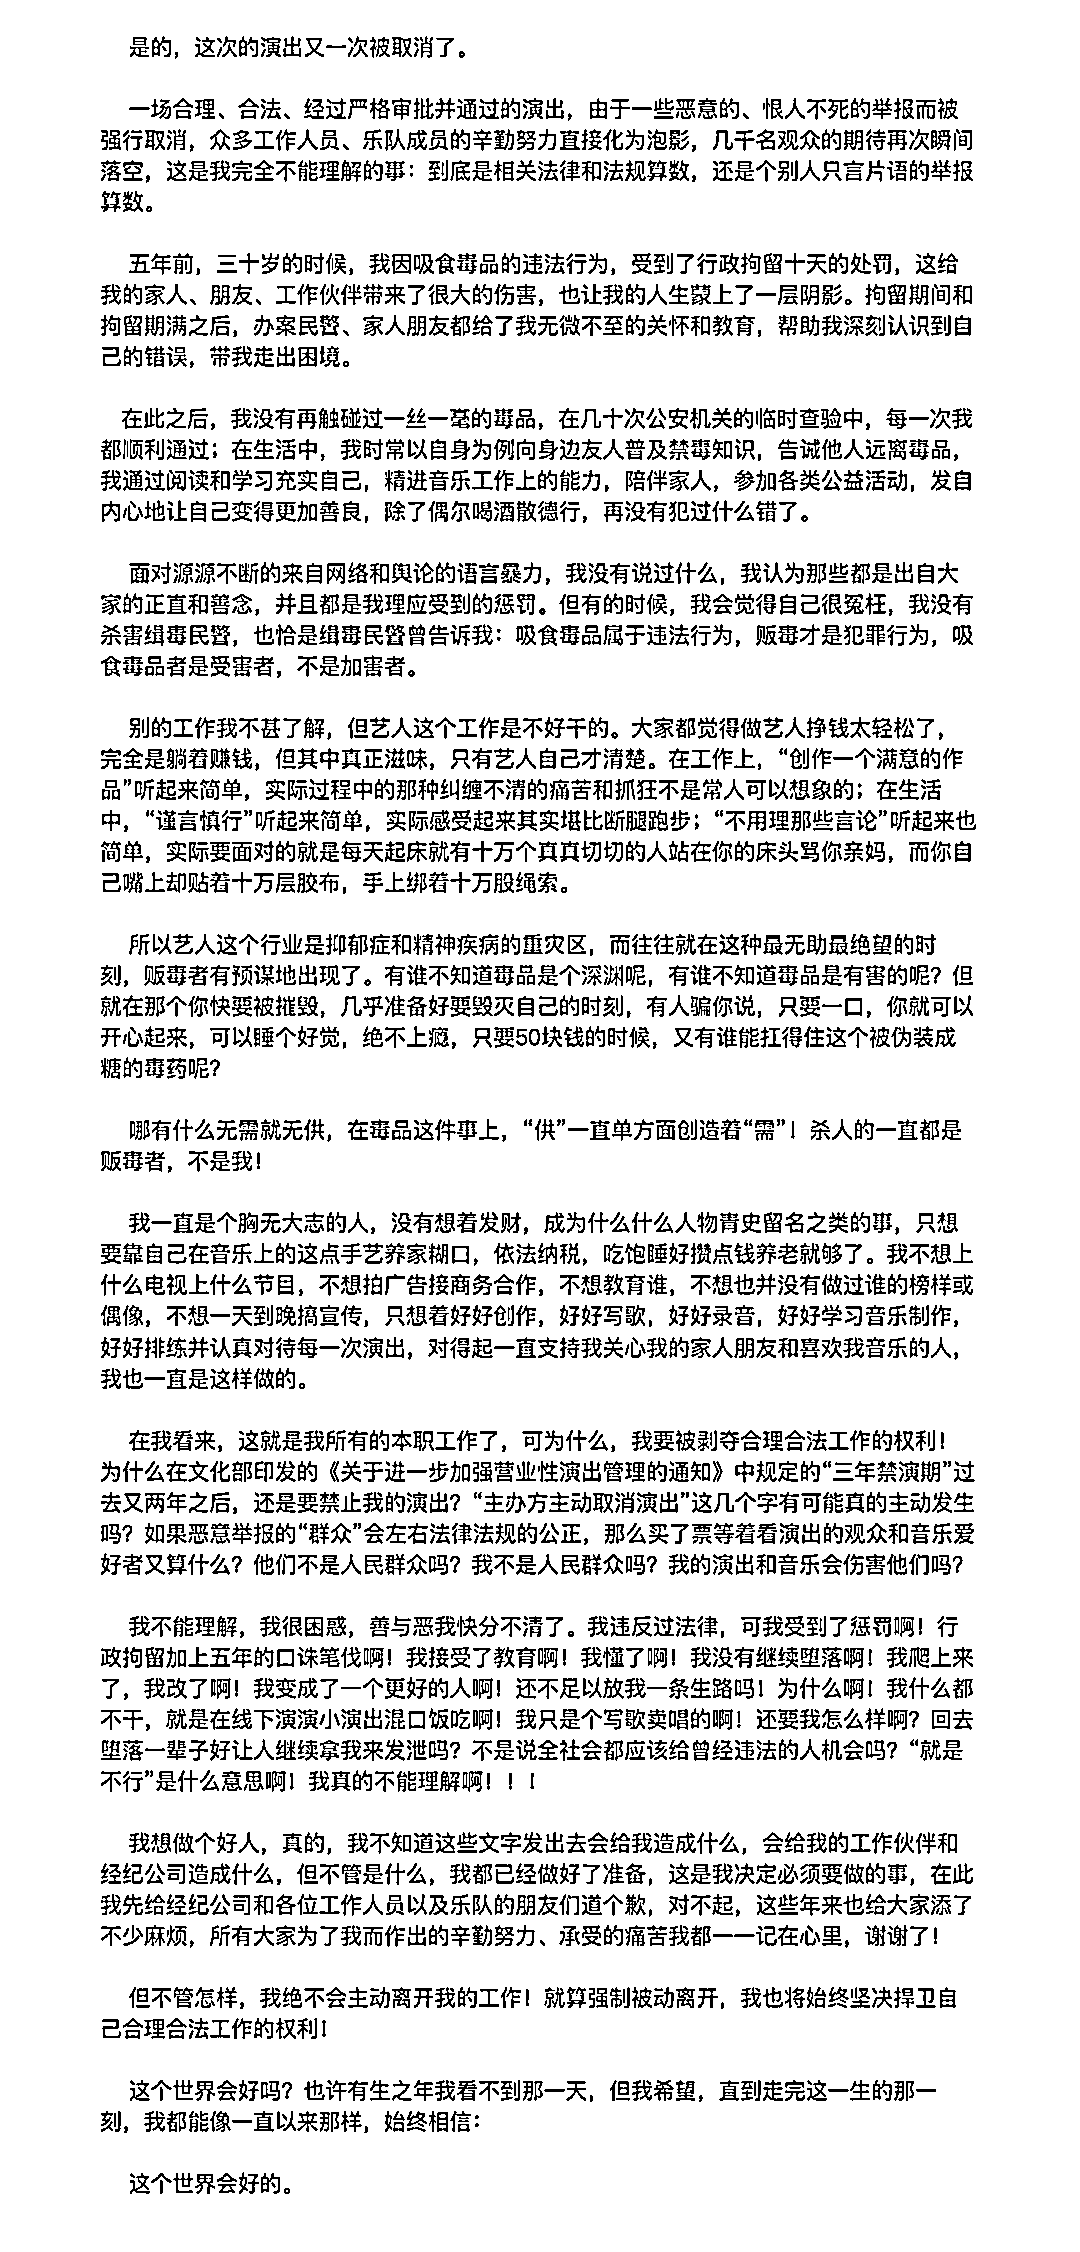 是的，这次的演出又一次被取消了。
一场合理、合法、经过严格审批并通过的演出，由于一些恶意的、恨人不死的举报而被
强行取消，众多工作人员、乐队成员的辛勤努力直接化为泡影，几千名观众的期待再次瞬间
落空，这是我完全不能理解的事：到底是相关法律和法规算数，还是个别人只言片语的举报
算数。
五年前，三十岁的时候，我因吸食毒品的违法行为，受到了行政拘留十天的处罚，这给
我的家人、朋友、工作伙伴带来了很大的伤害，也让我的人生蒙上了一层阴影。拘留期间和
拘留期满之后，办案民警、家人朋友都给了我无微不至的关怀和教育，帮助我深刻认识到自
己的错误，带我走出困境。
在此之后，我没有再触碰过一丝一毫的毒品，在几十次公安机关的临时查验中，每一次我
都顺利通过；在生活中，我时常以自身为例向身边友人普及禁毒知识，告诫他人远离毒品，
我通过阅读和学习充实自己，精进音乐工作上的能力，陪伴家人，参加各类公益活动，发自
内心地让自己变得更加善良，除了偶尔喝酒散德行，再没有犯过什么错了。
面对源源不断的来自网络和舆论的语言暴力，我没有说过什么，我认为那些都是出自大
家的正直和善念，并且都是我理应受到的惩罚。但有的时候，我会觉得自己很冤枉，我没有
杀害缉毒民警，也恰是缉毒民警曾告诉我：吸食毒品属于违法行为，贩毒才是犯罪行为，吸
食毒品者是受害者，不是加害者。
别的工作我不甚了解，但艺人这个工作是不好干的。大家都觉得做艺人挣钱太轻松了，
完全是躺着赚钱，但其中真正滋味，只有艺人自己才清楚。在工作上，“创作一个满意的作
品”听起来简单，实际过程中的那种纠缠不清的痛苦和抓狂不是常人可以想象的；在生活
中，“谨言慎行”听起来简单，实际感受起来其实堪比断腿跑步；“不用理那些言论”听起来也
简单，实际要面对的就是每天起床就有十万个真真切切的人站在你的床头骂你亲妈，而你自
己嘴上却贴着十万层胶布，手上绑着十万股绳索。
所以艺人这个行业是抑郁症和精神疾病的重灾区，而往往就在这种最无助最绝望的时
刻，贩毒者有预谋地出现了。有谁不知道毒品是个深渊呢，有谁不知道毒品是有害的呢？但
就在那个你快要被摧毁，几乎准备好要毁灭自己的时刻，有人骗你说，只要一口，你就可以
开心起来，可以睡个好觉，绝不上瘾，只要50块钱的时候，又有谁能扛得住这个被伪装成
糖的毒药呢？
哪有什么无需就无供，在毒品这件事上，“供”一直单方面创造着“需”！杀人的一直都是
贩毒者，不是我！
我一直是个胸无大志的人，没有想着发财，成为什么什么人物青史留名之类的事，只想
要靠自己在音乐上的这点手艺养家糊口，依法纳税，吃饱睡好攒点钱养老就够了。我不想上
什么电视上什么节目，不想拍广告接商务合作，不想教育谁，不想也并没有做过谁的榜样或
偶像，不想一天到晚搞宣传，只想着好好创作，好好写歌，好好录音，好好学习音乐制作，
好好排练并认真对待每一次演出，对得起一直支持我关心我的家人朋友和喜欢我音乐的人，
我也一直是这样做的。
在我看来，这就是我所有的本职工作了，可为什么，我要被剥夺合理合法工作的权利！
为什么在文化部印发的《关于进一步加强营业性演出管理的通知》中规定的“三年禁演期”过
去又两年之后，还是要禁止我的演出？“主办方主动取消演出”这几个字有可能真的主动发生
吗？如果恶意举报的“群众”会左右法律法规的公正，那么买了票等着看演出的观众和音乐爱
好者又算什么？他们不是人民群众吗？我不是人民群众吗？我的演出和音乐会伤害他们吗？
我不能理解，我很困惑，善与恶我快分不清了。我违反过法律，可我受到了惩罚啊！行
政拘留加上五年的口诛笔伐啊！我接受了教育啊！我懂了啊！我没有继续堕落啊！我爬上来
了，我改了啊！我变成了一个更好的人啊！还不足以放我一条生路吗！为什么啊！我什么都
不干，就是在线下演演小演出混口饭吃啊！我只是个写歌卖唱的啊！还要我怎么样啊？回去
堕落一辈子好让人继续拿我来发泄吗？不是说全社会都应该给曾经违法的人机会吗？“就是
不行”是什么意思啊！我真的不能理解啊！！！
我想做个好人，真的，我不知道这些文字发出去会给我造成什么，会给我的工作伙伴和
经纪公司造成什么，但不管是什么，我都已经做好了准备，这是我决定必须要做的事，在此
我先给经纪公司和各位工作人员以及乐队的朋友们道个歉，对不起，这些年来也给大家添了
不少麻烦，所有大家为了我而作出的辛勤努力、承受的痛苦我都一一记在心里，谢谢了！
但不管怎样，我绝不会主动离开我的工作！就算强制被动离开，我也将始终坚决捍卫自
己合理合法工作的权利！
这个世界会好吗？也许有生之年我看不到那一天，但我希望，直到走完这一生的那一
刻，我都能像一直以来那样，始终相信：
这个世界会好的。